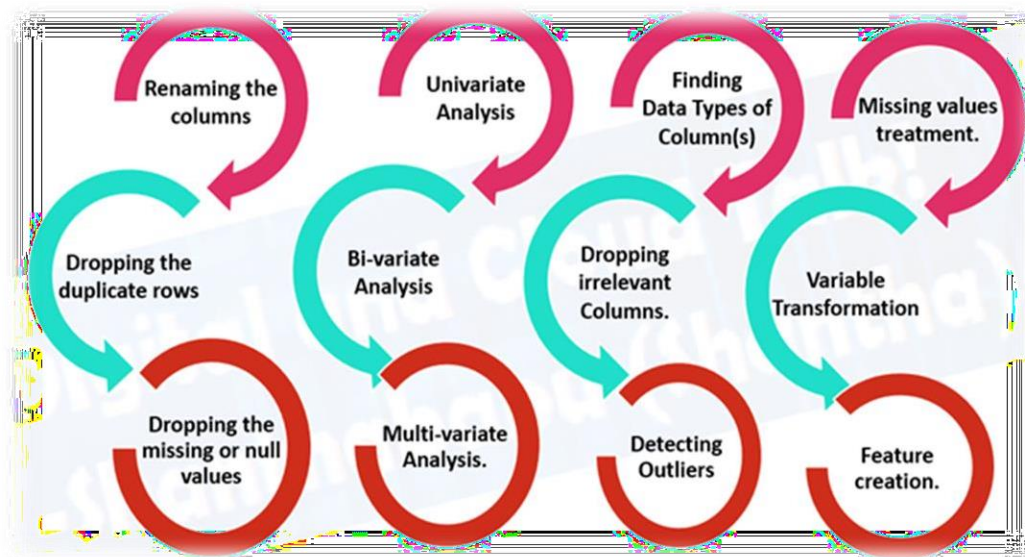 Renaming the
columns
Dropping the
duplicate rows
Dropping the
missing or null
values
Univariate
Analysis
Bi-variate
Analysis
Multi-variate
Analysis.
Finding
Data Types of
Column(s)
Dropping
irrelevant
Columns.
Detecting
Outliers
Missing values
treatment.
Variable
Transformation
Feature
creation.